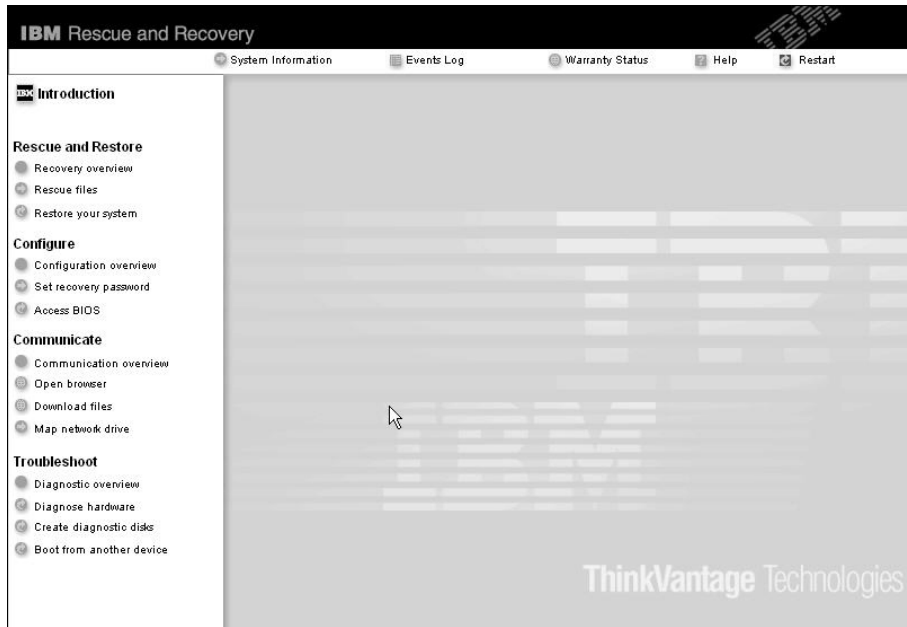 IBM Rescue and Recovery
IBM
System Information
Events Log
Warranty Status
Help
Restart
Introduction
Rescue and Restore
Recovery overview
Rescue files
Restore your system
Configure
Configuration overview
Set recovery password
Access BIOS
Communicate
Communication overview
Open browser
Download files
Map network drive
Troubleshoot
Diagnostic overview
Diagnose hardware
Create diagnostic disks
Boot from another device
IBM
ThinkVantage Technologies